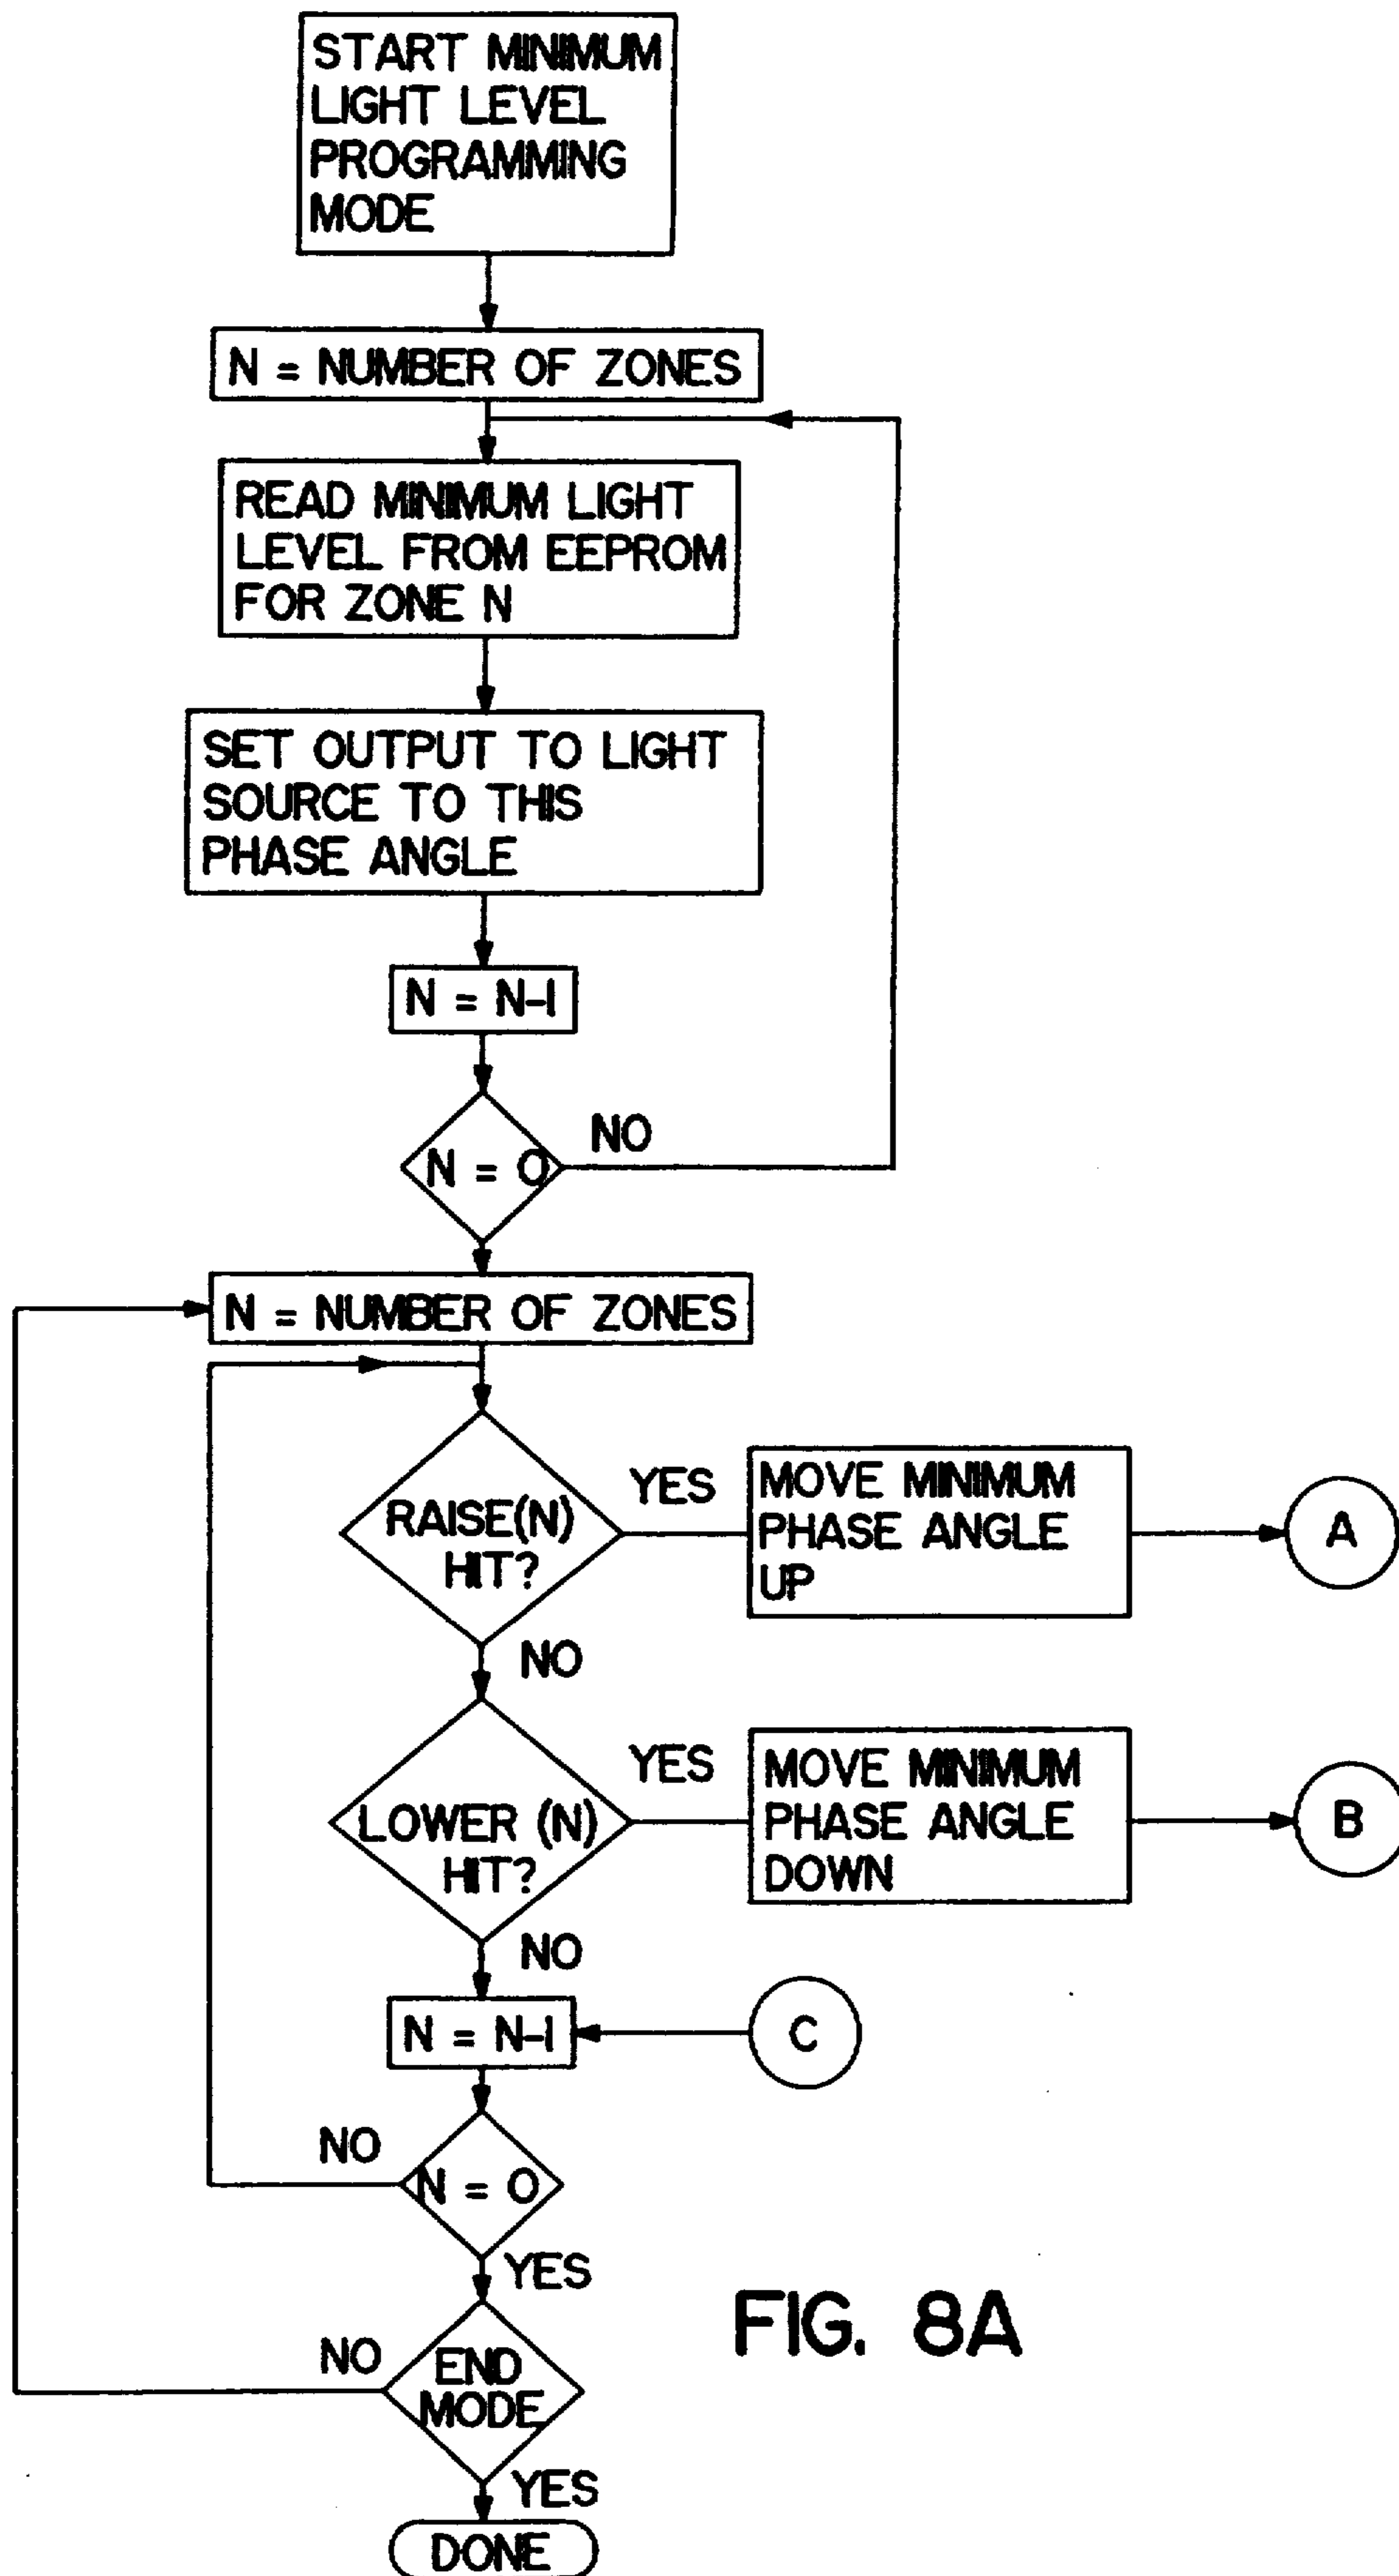 START MINIMUM
LIGHT LEVEL
PROGRAMMING
MODE
N = NUMBER OF ZONES
READ MINIMUM LIGHT
LEVEL FROM EEPROM
FOR ZONE N
SET OUTPUT TO LIGHT
SOURCE TO THIS
PHASE ANGLE
N = N-1
NO
N = 0
N = NUMBER OF ZONES
RAISE(N)
HIT?
YES
MOVE MINIMUM
PHASE ANGLE
UP
A
NO
LOWER (N)
HIT?
YES
MOVE MINIMUM
PHASE ANGLE
DOWN
B
NO
N = N-1
C
NO
N = 0
YES
NO
END
MODE
YES
DONE
FIG. 8A